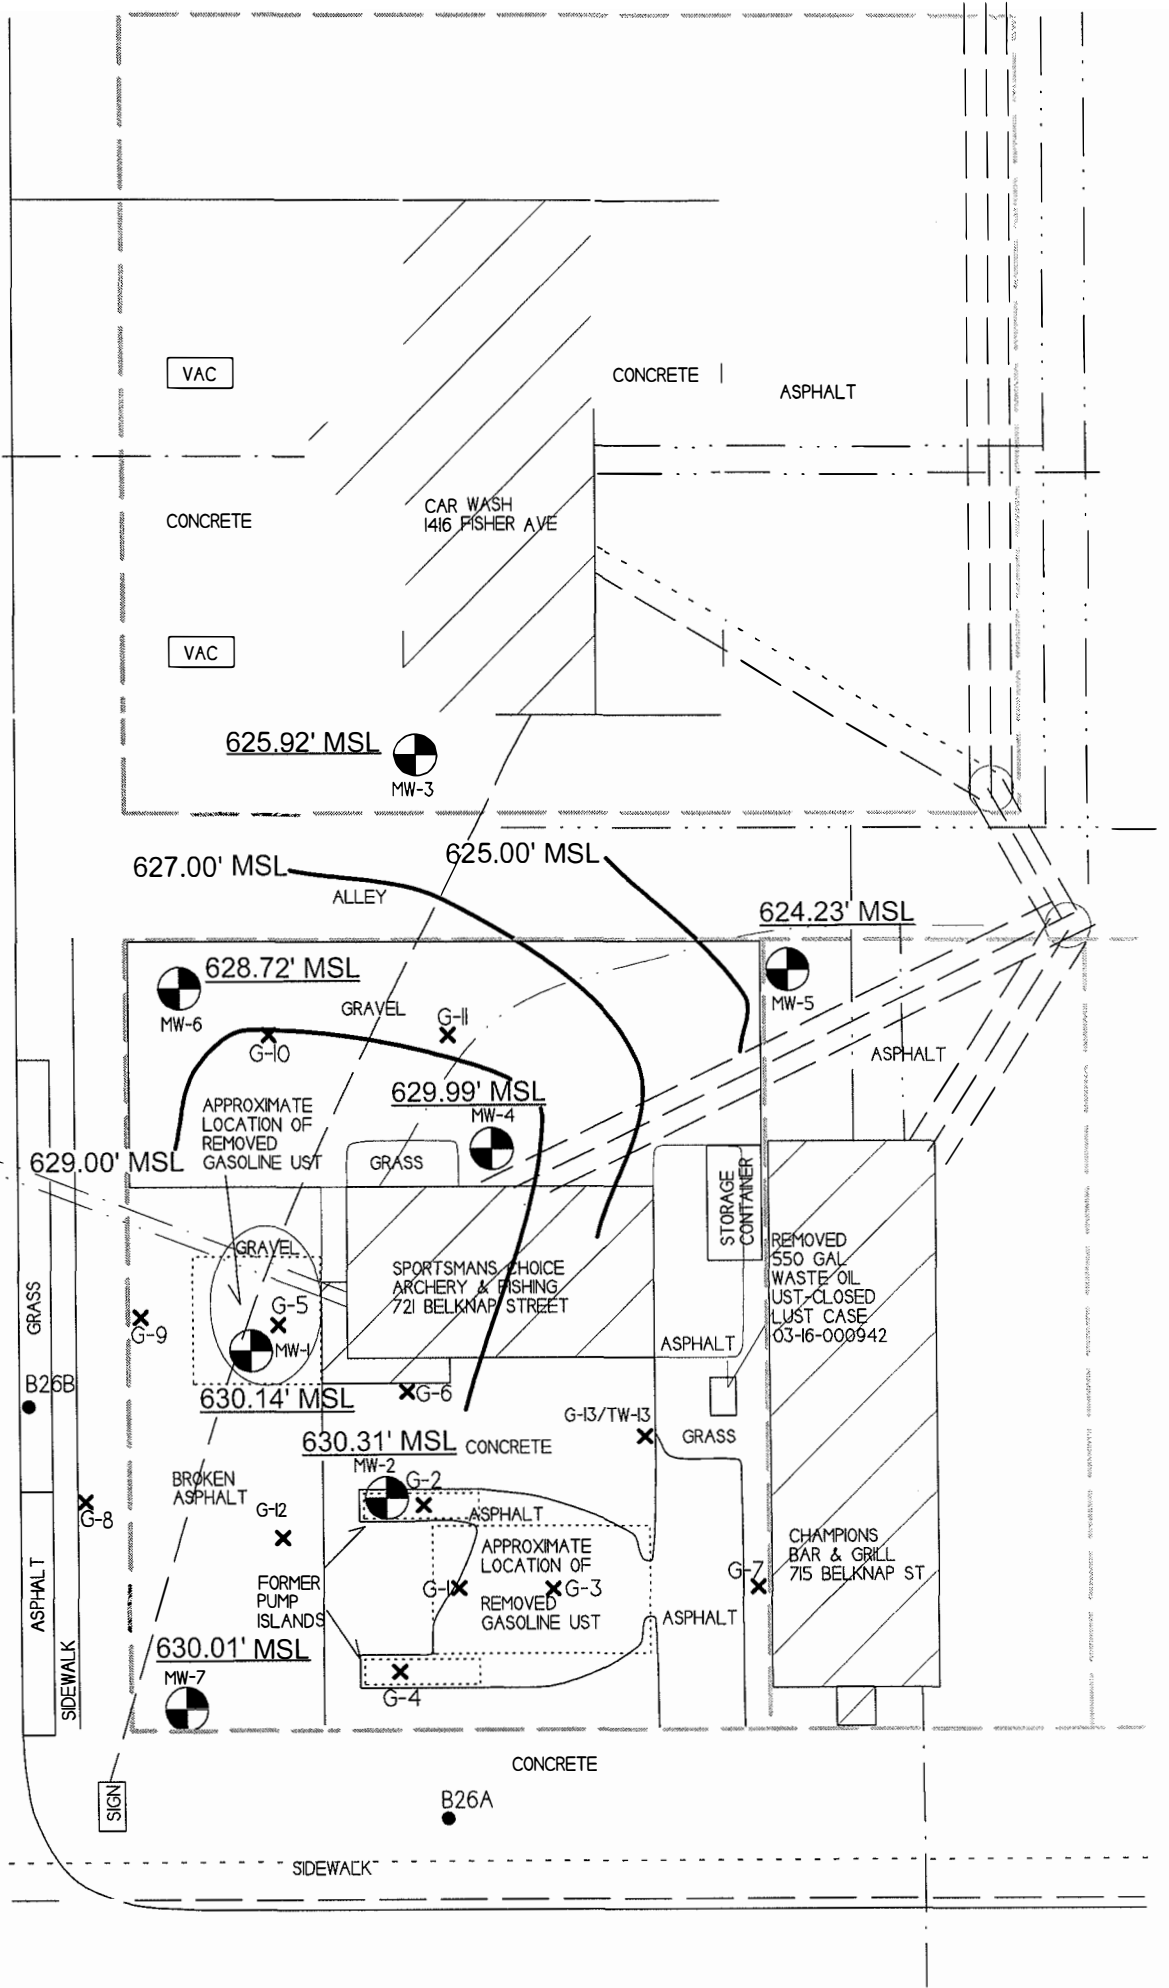 VAC
CONCRETE
ASPHALT
CAR WASH
1416 FISHER AVE
CONCRETE
VAC
625.92' MSL
MW-3
627.00' MSL
625.00' MSL
ALLEY
624.23' MSL
628.72' MSL
MW-5
MW-6
GRAVEL
G-11
G-10
ASPHALT
629.99' MSL
MW-4
APPROXIMATE
LOCATION OF
REMOVED
GASOLINE UST
629.00' MSL
GRASS
STORAGE
CONTAINER
GRAVEL
REMOVED
550 GAL
WASTE OIL
UST-CLOSED
LUST CASE
03-16-000942
SPORTSMANS CHOICE
ARCHERY & FISHING
721 BELKNAP STREET
GRASS
G-5
G-9
MW-1
ASPHALT
B26B
630.14' MSL
G-6
G-13/TW-13
GRASS
630.31' MSL
CONCRETE
MW-2
G-2
BROKEN
ASPHALT
G-12
G-8
ASPHALT
APPROXIMATE
LOCATION OF
REMOVED
GASOLINE UST
CHAMPIONS
BAR & GRILL
715 BELKNAP ST
G-7
G-1
G-3
FORMER
PUMP
ISLANDS
ASPHALT
ASPHALT
SIDEWALK
630.01' MSL
MW-7
G-4
CONCRETE
SIGN
B26A
SIDEWALK